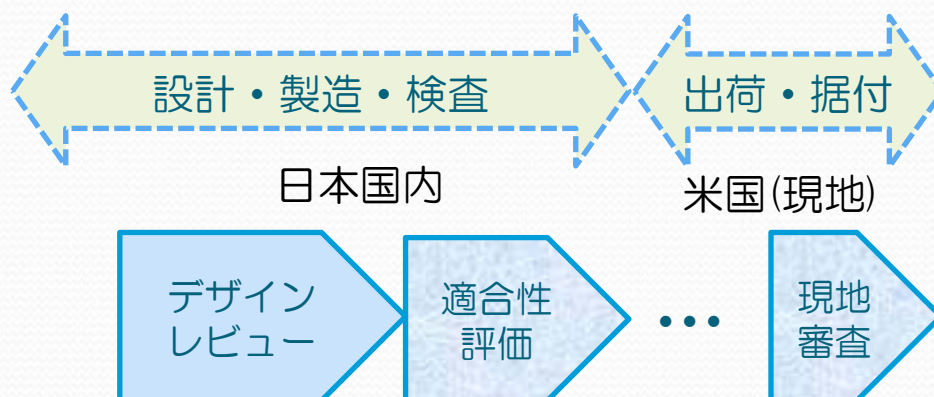 設計・製造・検査
出荷・据付
日本国内
米国(現地)
デザイン
レビュー
適合性
評価
・・・
現地
審査